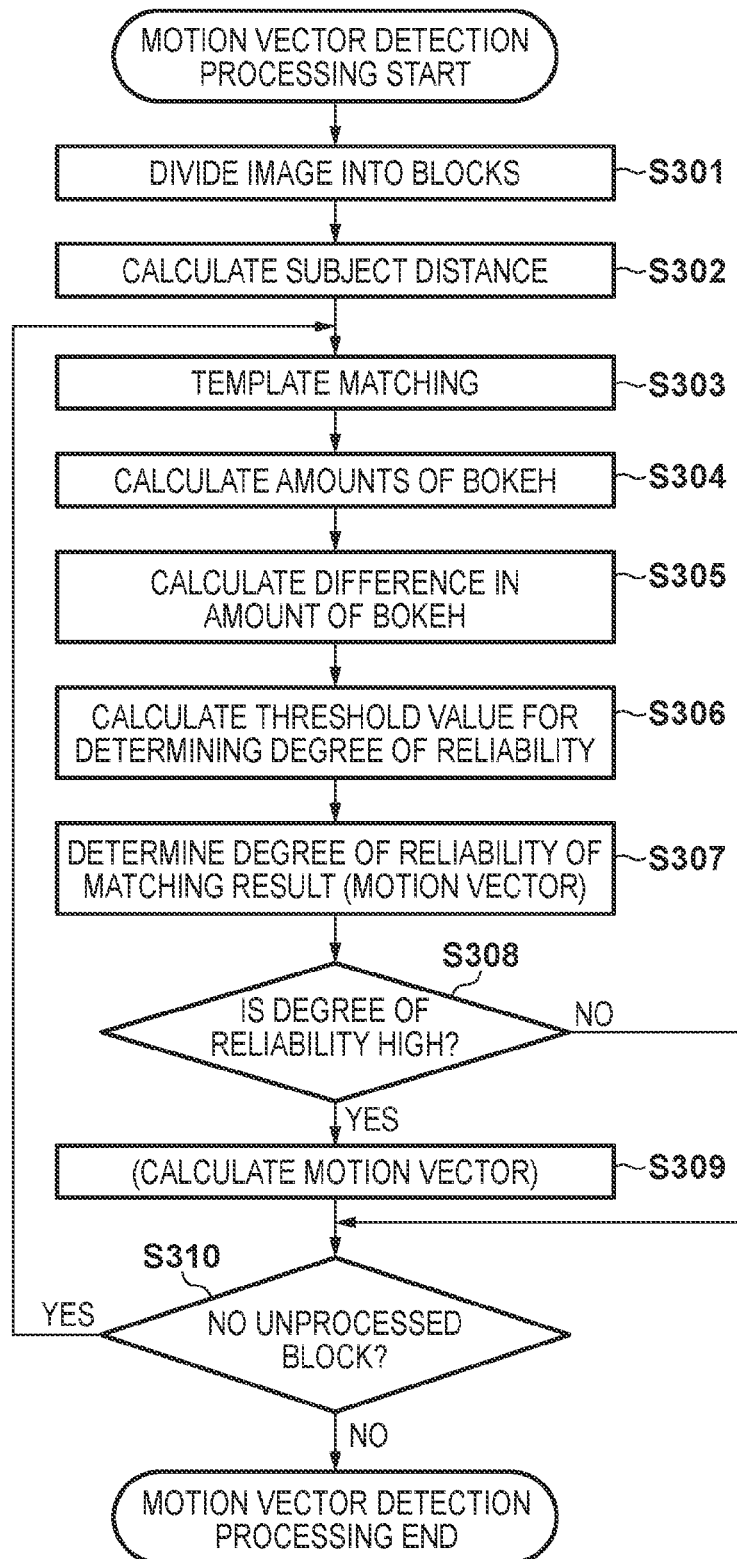 MOTION VECTOR DETECTION
PROCESSING START
DIVIDE IMAGE INTO BLOCKS
S301
CALCULATE SUBJECT DISTANCE
S302
TEMPLATE MATCHING
S303
CALCULATE AMOUNTS OF BOKEH
S304
CALCULATE DIFFERENCE IN
AMOUNT OF BOKEH
S305
CALCULATE THRESHOLD VALUE FOR
DETERMINING DEGREE OF RELIABILITY
S306
DETERMINE DEGREE OF RELIABILITY OF
MATCHING RESULT (MOTION VECTOR)
S307
S308
IS DEGREE OF
RELIABILITY HIGH?
NO
YES
(CALCULATE MOTION VECTOR)
S309
S310
YES
NO UNPROCESSED
BLOCK?
NO
MOTION VECTOR DETECTION
PROCESSING END